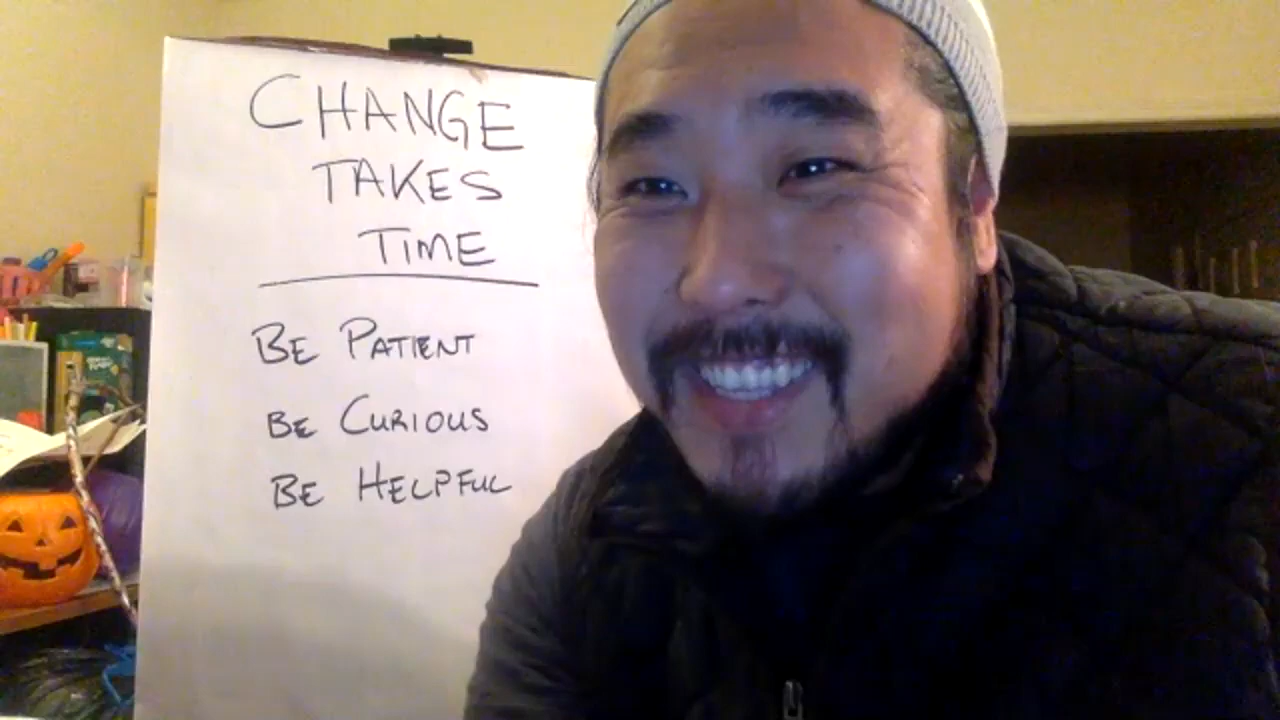 CHANGE
TAKES
TIME
BE PATIENT
BE CURIOUS
BE HELPFUL